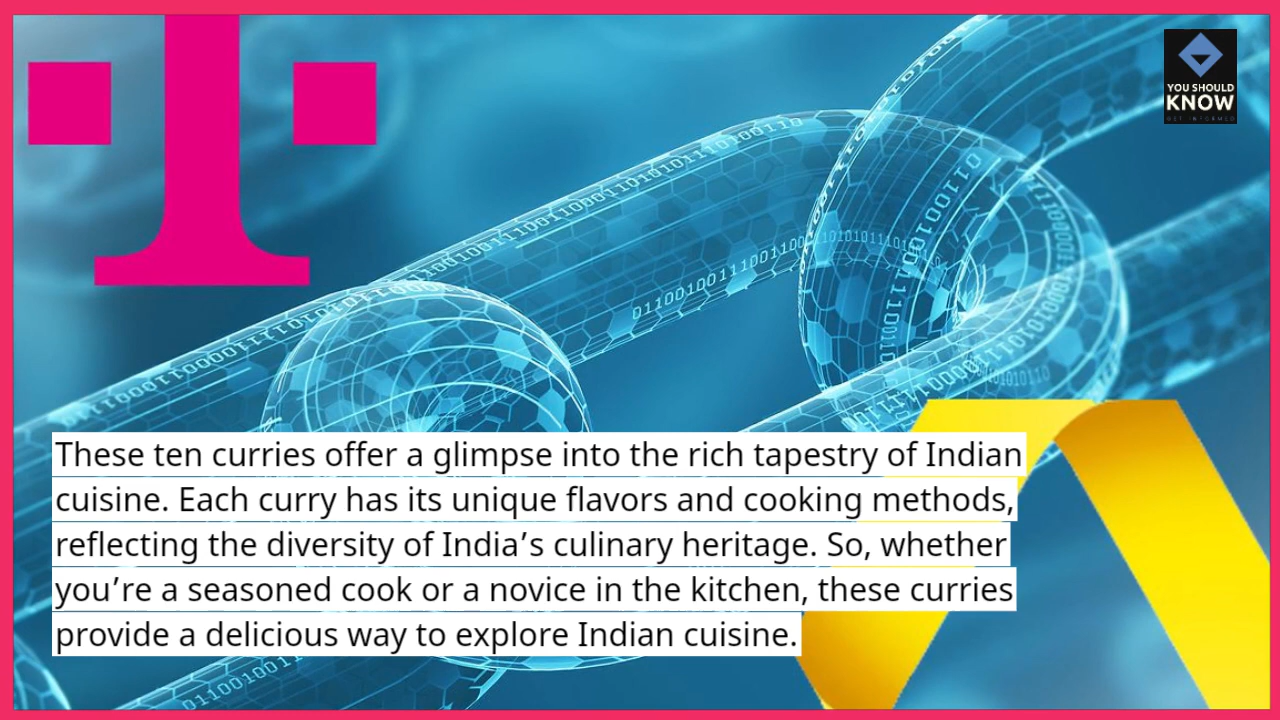 YOU SHOULD
KNOW
GET INFORMED
These ten curries offer a glimpse into the rich tapestry of Indian
cuisine. Each curry has its unique flavors and cooking methods,
reflecting the diversity of India’s culinary heritage. So, whether
you’re a seasoned cook or a novice in the kitchen, these curries
provide a delicious way to explore Indian cuisine.